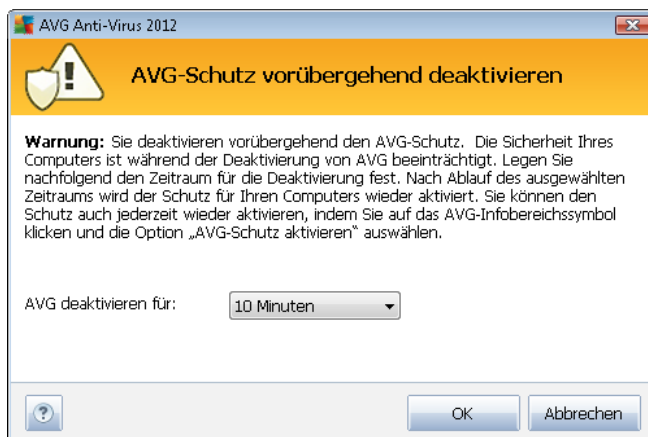 AVG Anti-Virus 2012
AVG-Schutz vorübergehend deaktivieren
Warnung: Sie deaktivieren vorübergehend den AVG-Schutz. Die Sicherheit Ihres
Computers ist während der Deaktivierung von AVG beeinträchtigt. Legen Sie
nachfolgend den Zeitraum für die Deaktivierung fest. Nach Ablauf des ausgewählten
Zeitraums wird der Schutz für Ihren Computers wieder aktiviert. Sie können den
Schutz auch jederzeit wieder aktivieren, indem Sie auf das AVG-Infobereichssymbol
klicken und die Option „AVG-Schutz aktivieren“ auswählen.
AVG deaktivieren für:
10 Minuten
?
OK
Abbrechen